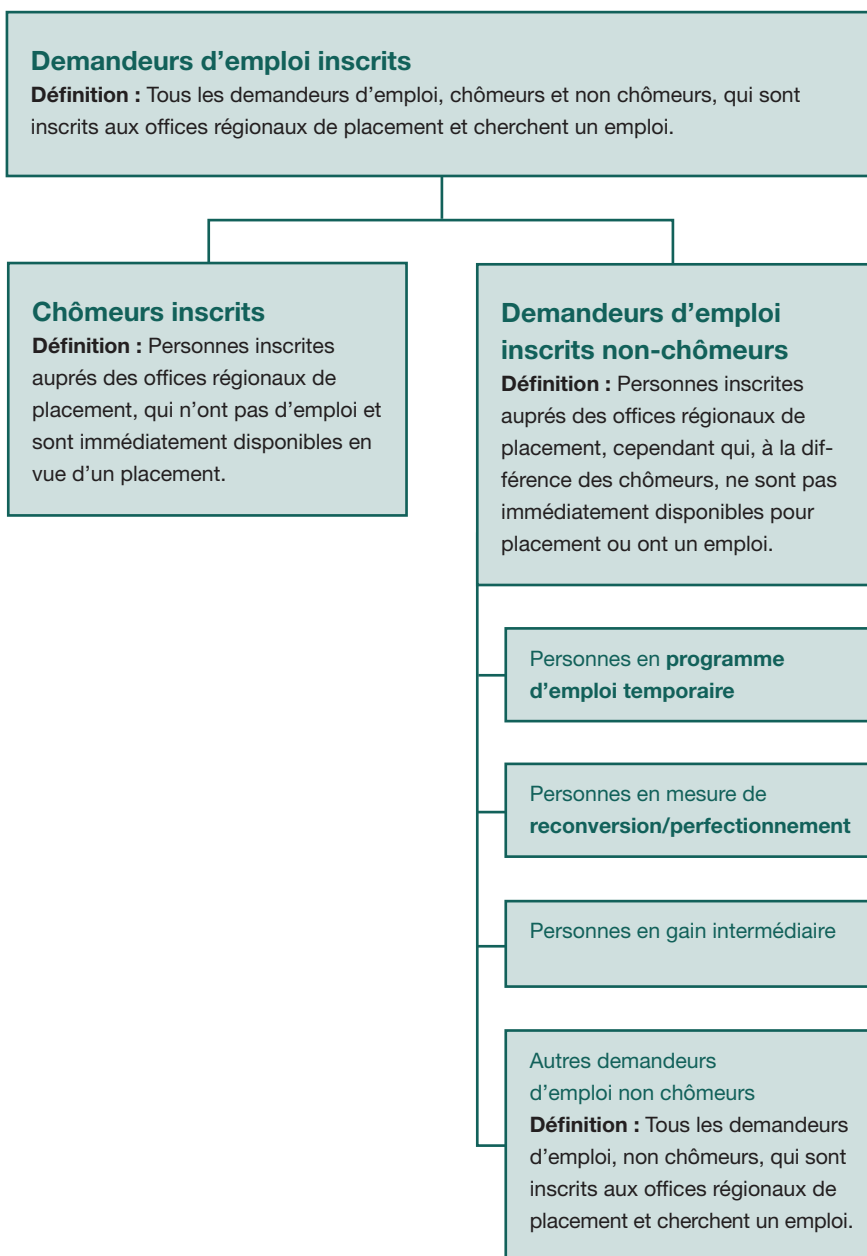 Demandeurs d’emploi inscrits
Définition : Tous les demandeurs d’emploi, chômeurs et non chômeurs, qui sont
inscrits aux offices régionaux de placement et cherchent un emploi.
Chômeurs inscrits
Définition : Personnes inscrites
auprés des offices régionaux de
placement, qui n’ont pas d’emploi et
sont immédiatement disponibles en
vue d’un placement.
Demandeurs d’emploi
inscrits non-chômeurs
Définition : Personnes inscrites
auprés des offices régionaux de
placement, cependant qui, à la dif-
férence des chômeurs, ne sont pas
immédiatement disponibles pour
placement ou ont un emploi.
Personnes en programme
d’emploi temporaire
Personnes en mesure de
reconversion/perfectionnement
Personnes en gain intermédiaire
Autres demandeurs
d’emploi non chômeurs
Définition : Tous les demandeurs
d’emploi, non chômeurs, qui sont
inscrits aux offices régionaux de
placement et cherchent un emploi.